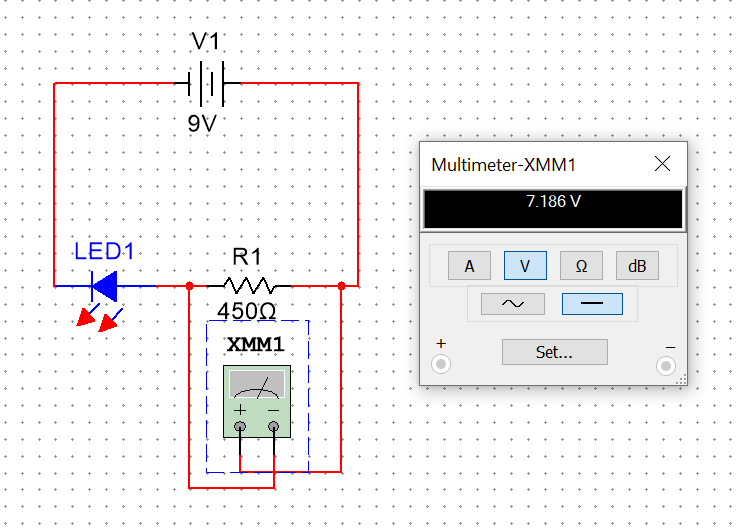 V1
9V
LED1
R1
450Ω
XMM1
+ −
Multimeter-XMM1
7.186 V
A V Ω dB
+ −
Set...